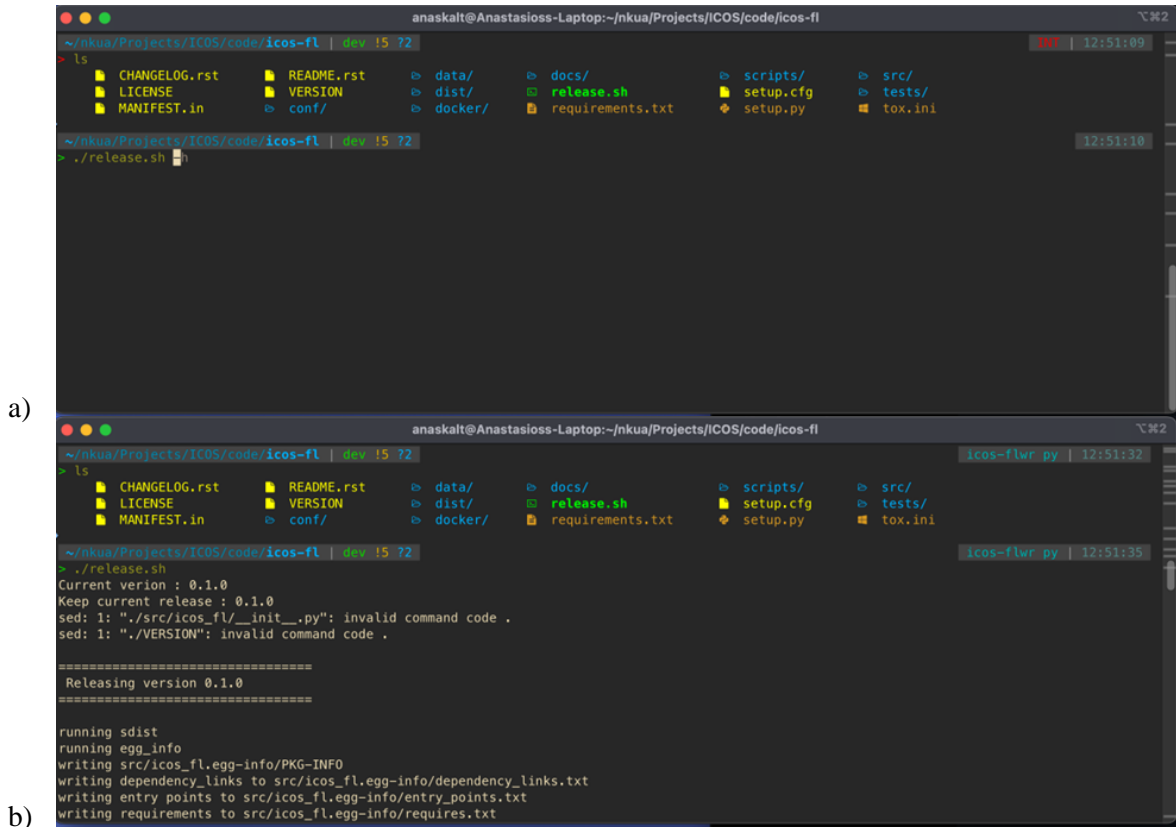 anaskalt@Anastasioss-Laptop:~/nkua/Projects/ICOS/code/icos-fl ⌥⌘2
~/nkua/Projects/ICOS/code/icos-fl | dev !5 ?2 INT | 12:51:09
> ls
CHANGELOG.rst README.rst data/ docs/ scripts/ src/
LICENSE VERSION dist/ release.sh setup.cfg tests/
MANIFEST.in conf/ docker/ requirements.txt setup.py tox.ini
~/nkua/Projects/ICOS/code/icos-fl | dev !5 ?2 12:51:10
> ./release.sh -h
a)
anaskalt@Anastasioss-Laptop:~/nkua/Projects/ICOS/code/icos-fl ⌥⌘2
~/nkua/Projects/ICOS/code/icos-fl | dev !5 ?2 icos-flwr py | 12:51:32
> ls
CHANGELOG.rst README.rst data/ docs/ scripts/ src/
LICENSE VERSION dist/ release.sh setup.cfg tests/
MANIFEST.in conf/ docker/ requirements.txt setup.py tox.ini
~/nkua/Projects/ICOS/code/icos-fl | dev !5 ?2 icos-flwr py | 12:51:35
> ./release.sh
Current verion : 0.1.0
Keep current release : 0.1.0
sed: 1: "./src/icos_fl/__init__.py": invalid command code .
sed: 1: "./VERSION": invalid command code .
==================================
Releasing version 0.1.0
==================================
running sdist
running egg_info
writing src/icos_fl.egg-info/PKG-INFO
writing dependency_links to src/icos_fl.egg-info/dependency_links.txt
writing entry points to src/icos_fl.egg-info/entry_points.txt
writing requirements to src/icos_fl.egg-info/requires.txt
b)